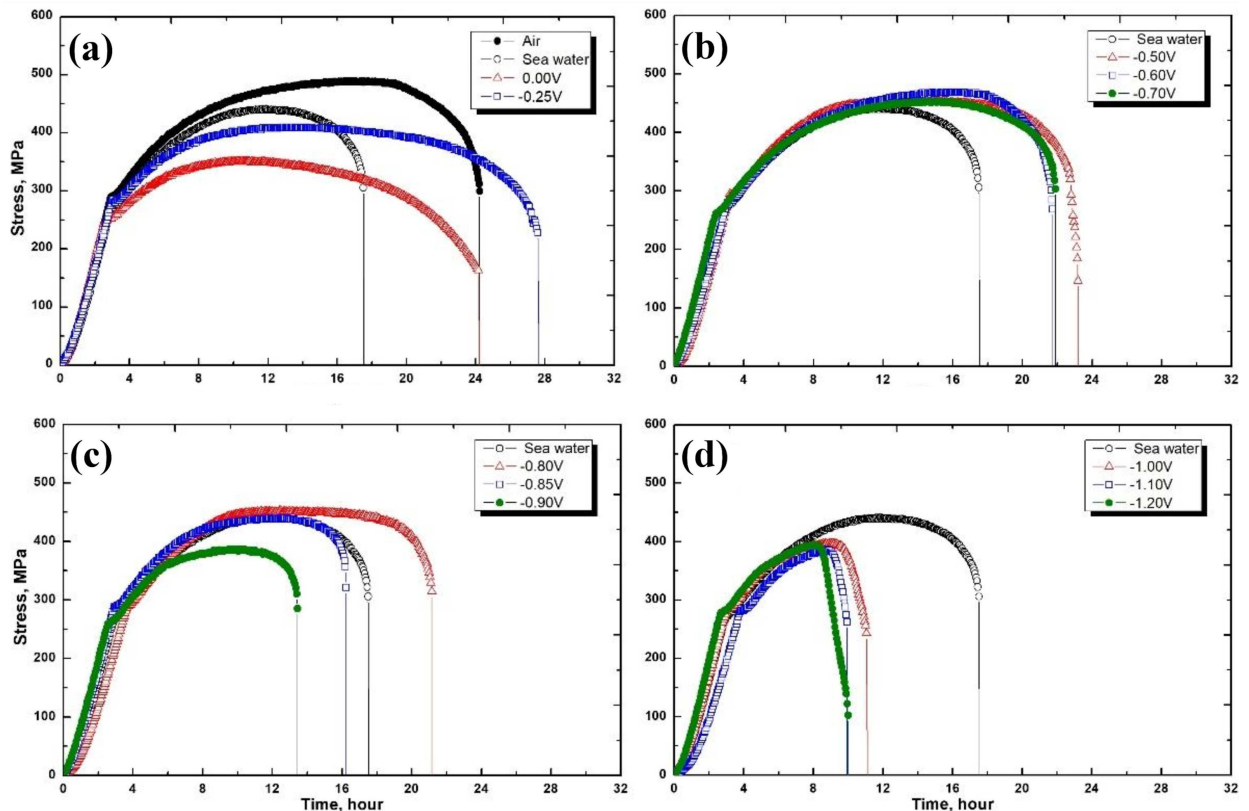 (a)
Air
Sea water
0.00V
-0.25V
600
500
400
300
200
100
0
Stress, MPa
0 4 8 12 16 20 24 28 32
(b)
Sea water
-0.50V
-0.60V
-0.70V
600
500
400
300
200
100
0
0 4 8 12 16 20 24 28 32
(c)
Sea water
-0.80V
-0.85V
-0.90V
600
500
400
300
200
100
0
Stress, MPa
0 4 8 12 16 20 24 28 32
Time, hour
(d)
Sea water
-1.00V
-1.10V
-1.20V
600
500
400
300
200
100
0
0 4 8 12 16 20 24 28 32
Time, hour